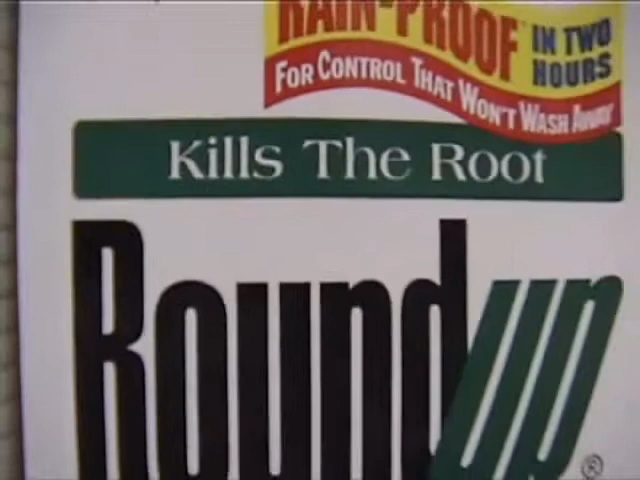 RAIN-PROOF IN TWO HOURS
FOR CONTROL THAT WON'T WASH AWAY
Kills The Root
Roundup®